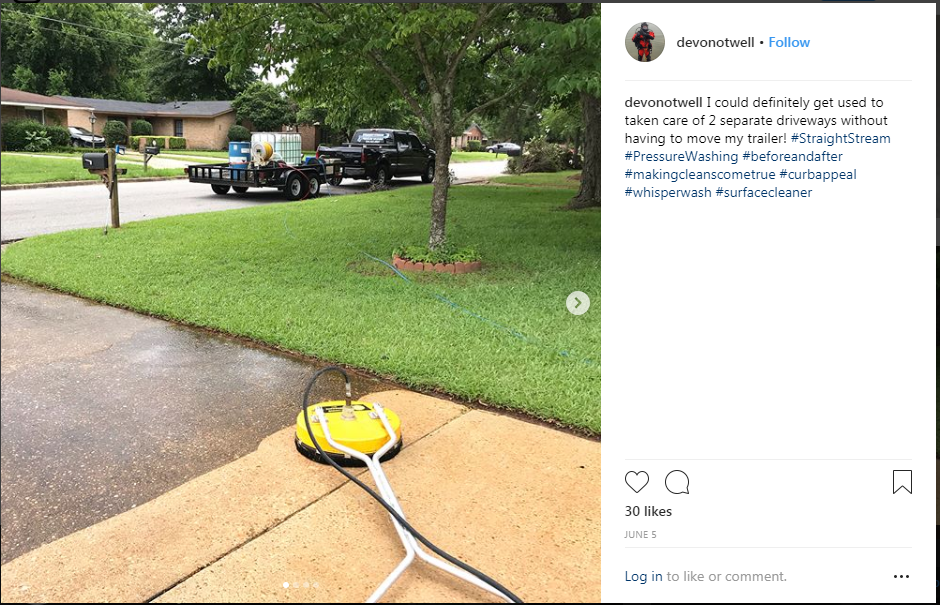 devonotwell • Follow
devonotwell I could definitely get used to
taken care of 2 separate driveways without
having to move my trailer! #StraightStream
#PressureWashing #beforeandafter
#makingcleanscometrue #curbappeal
#whisperwash #surfacecleaner
30 likes
JUNE 5
Log in to like or comment.